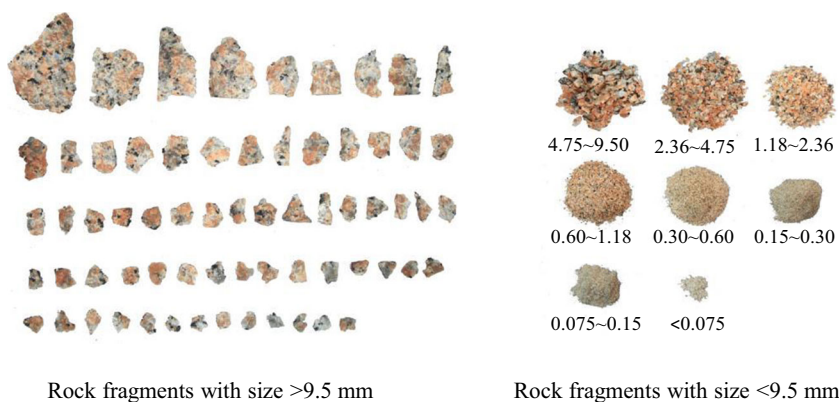 4.75~9.50 2.36~4.75 1.18~2.36
0.60~1.18 0.30~0.60 0.15~0.30
0.075~0.15 <0.075
Rock fragments with size >9.5 mm
Rock fragments with size <9.5 mm